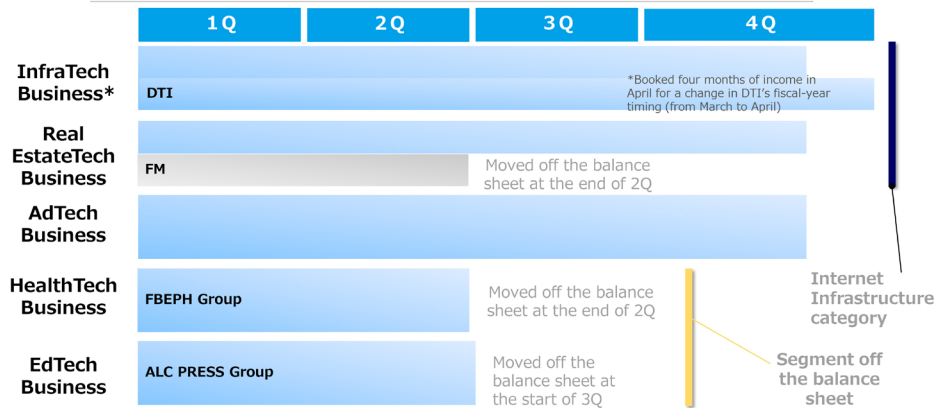 1Q 2Q 3Q 4Q
InfraTech
Business*
DTI
*Booked four months of income in
April for a change in DTI's fiscal-year
timing (from March to April)
Real
EstateTech
Business
FM
Moved off the balance
sheet at the end of 2Q
AdTech
Business
HealthTech
Business
FBEPH Group
Moved off the balance
sheet at the end of 2Q
Internet
Infrastructure
category
EdTech
Business
ALC PRESS Group
Moved off the
balance sheet at
the start of 3Q
Segment off
the balance
sheet